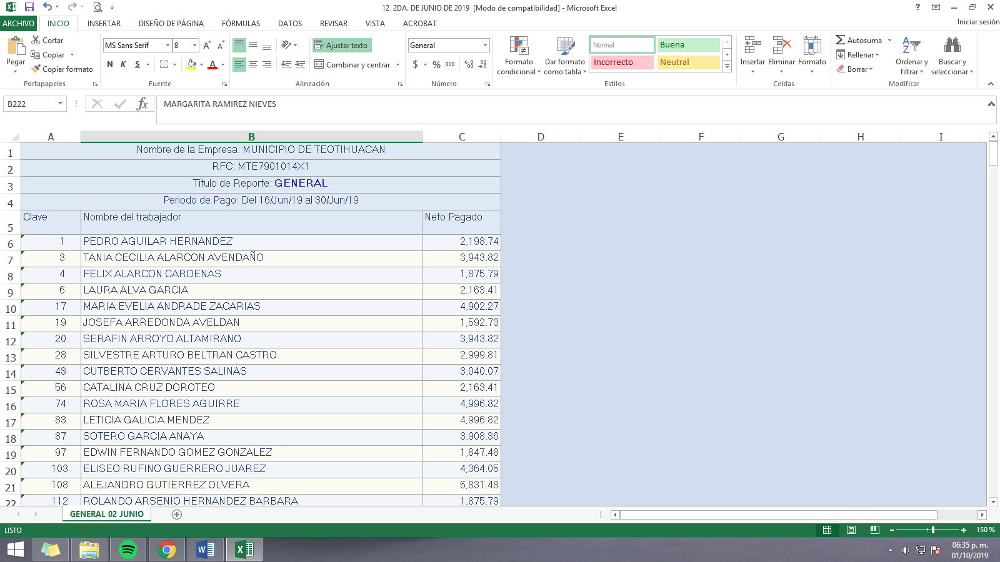 12  2DA. DE JUNIO DE 2019  [Modo de compatibilidad] - Microsoft Excel
ARCHIVO INICIO INSERTAR DISEÑO DE PÁGINA FÓRMULAS DATOS REVISAR VISTA ACROBAT Iniciar sesión
Pegar
Cortar
Copiar
Copiar formato
Portapapeles
MS Sans Serif 8
N K S
Fuente
Ajustar texto
Combinar y centrar
Alineación
General
$ % 000
Número
Formato condicional
Dar formato como tabla
Normal Buena
Incorrecto Neutral
Estilos
Insertar Eliminar Formato
Celdas
Autosuma
Rellenar
Borrar
Ordenar y filtrar
Buscar y seleccionar
Modificar
B222 fx MARGARITA RAMIREZ NIEVES
A B C D E F G H I
1 Nombre de la Empresa: MUNICIPIO DE TEOTIHUACAN
2 RFC: MTE7901014X1
3 Título de Reporte: GENERAL
4 Periodo de Pago: Del 16/Jun/19 al 30/Jun/19
5 Clave Nombre del trabajador Neto Pagado
6 1 PEDRO AGUILAR HERNANDEZ 2,198.74
7 3 TANIA CECILIA ALARCON AVENDAÑO 3,943.82
8 4 FELIX ALARCON CARDENAS 1,875.79
9 6 LAURA ALVA GARCIA 2,163.41
10 17 MARIA EVELIA ANDRADE ZACARIAS 4,902.27
11 19 JOSEFA ARREDONDA AVELDAN 1,592.73
12 20 SERAFIN ARROYO ALTAMIRANO 3,943.82
13 28 SILVESTRE ARTURO BELTRAN CASTRO 2,999.81
14 43 CUTBERTO CERVANTES SALINAS 3,040.07
15 56 CATALINA CRUZ DOROTEO 2,163.41
16 74 ROSA MARIA FLORES AGUIRRE 4,996.82
17 83 LETICIA GALICIA MENDEZ 4,996.82
18 87 SOTERO GARCIA ANAYA 3,908.36
19 97 EDWIN FERNANDO GOMEZ GONZALEZ 1,847.48
20 103 ELISEO RUFINO GUERRERO JUAREZ 4,364.05
21 108 ALEJANDRO GUTIERREZ OLVERA 5,831.48
22 112 ROLANDO ARSENIO HERNANDEZ BARBARA 1,875.79
GENERAL 02 JUNIO
LISTO 150 %
06:35 p. m.
01/10/2019